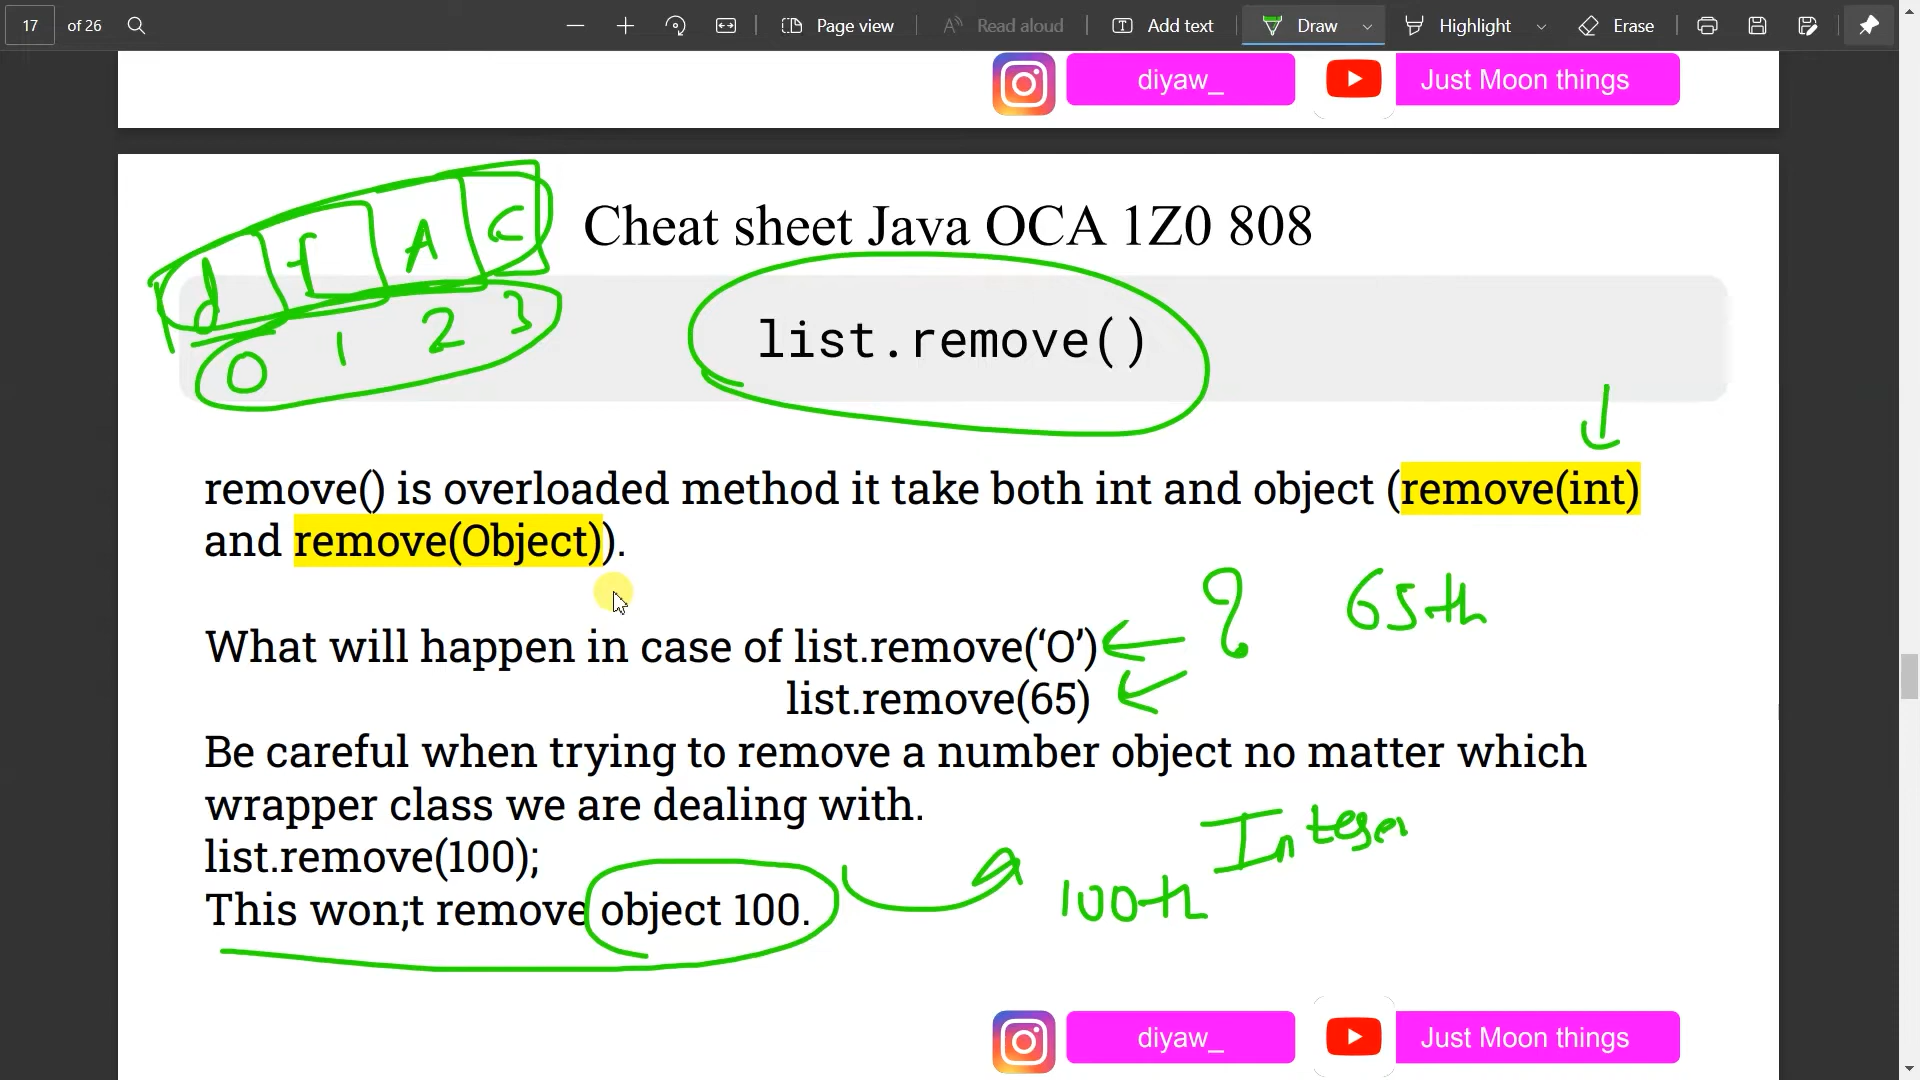 17 of 26 Page view Read aloud Add text Draw Highlight Erase
diyaw_ Just Moon things
d f A C
0 1 2 3
Cheat sheet Java OCA 1Z0 808
list.remove()
remove() is overloaded method it take both int and object (remove(int)
and remove(Object)).
What will happen in case of list.remove(‘O’) ? 65th
list.remove(65)
Be careful when trying to remove a number object no matter which
wrapper class we are dealing with.
Integer
list.remove(100);
This won;t remove object 100. 100th
diyaw_ Just Moon things